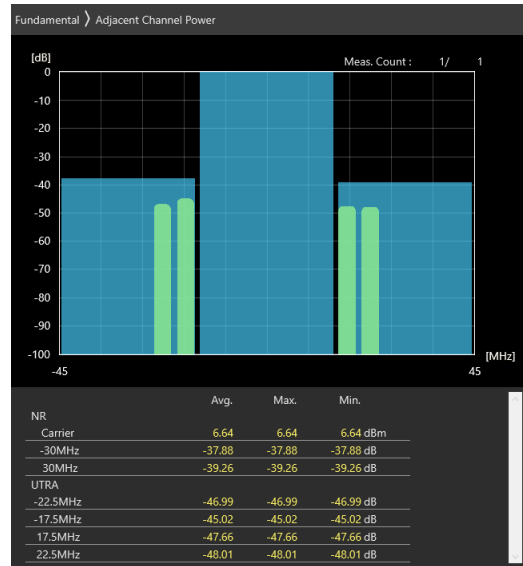 Fundamental 〉 Adjacent Channel Power
[dB]
Meas. Count : 1/ 1
0
-10
-20
-30
-40
-50
-60
-70
-80
-90
-100
[MHz]
-45 45
Avg. Max. Min.
NR
Carrier 6.64 6.64 6.64 dBm
-30MHz -37.88 -37.88 -37.88 dB
30MHz -39.26 -39.26 -39.26 dB
UTRA
-22.5MHz -46.99 -46.99 -46.99 dB
-17.5MHz -45.02 -45.02 -45.02 dB
17.5MHz -47.66 -47.66 -47.66 dB
22.5MHz -48.01 -48.01 -48.01 dB